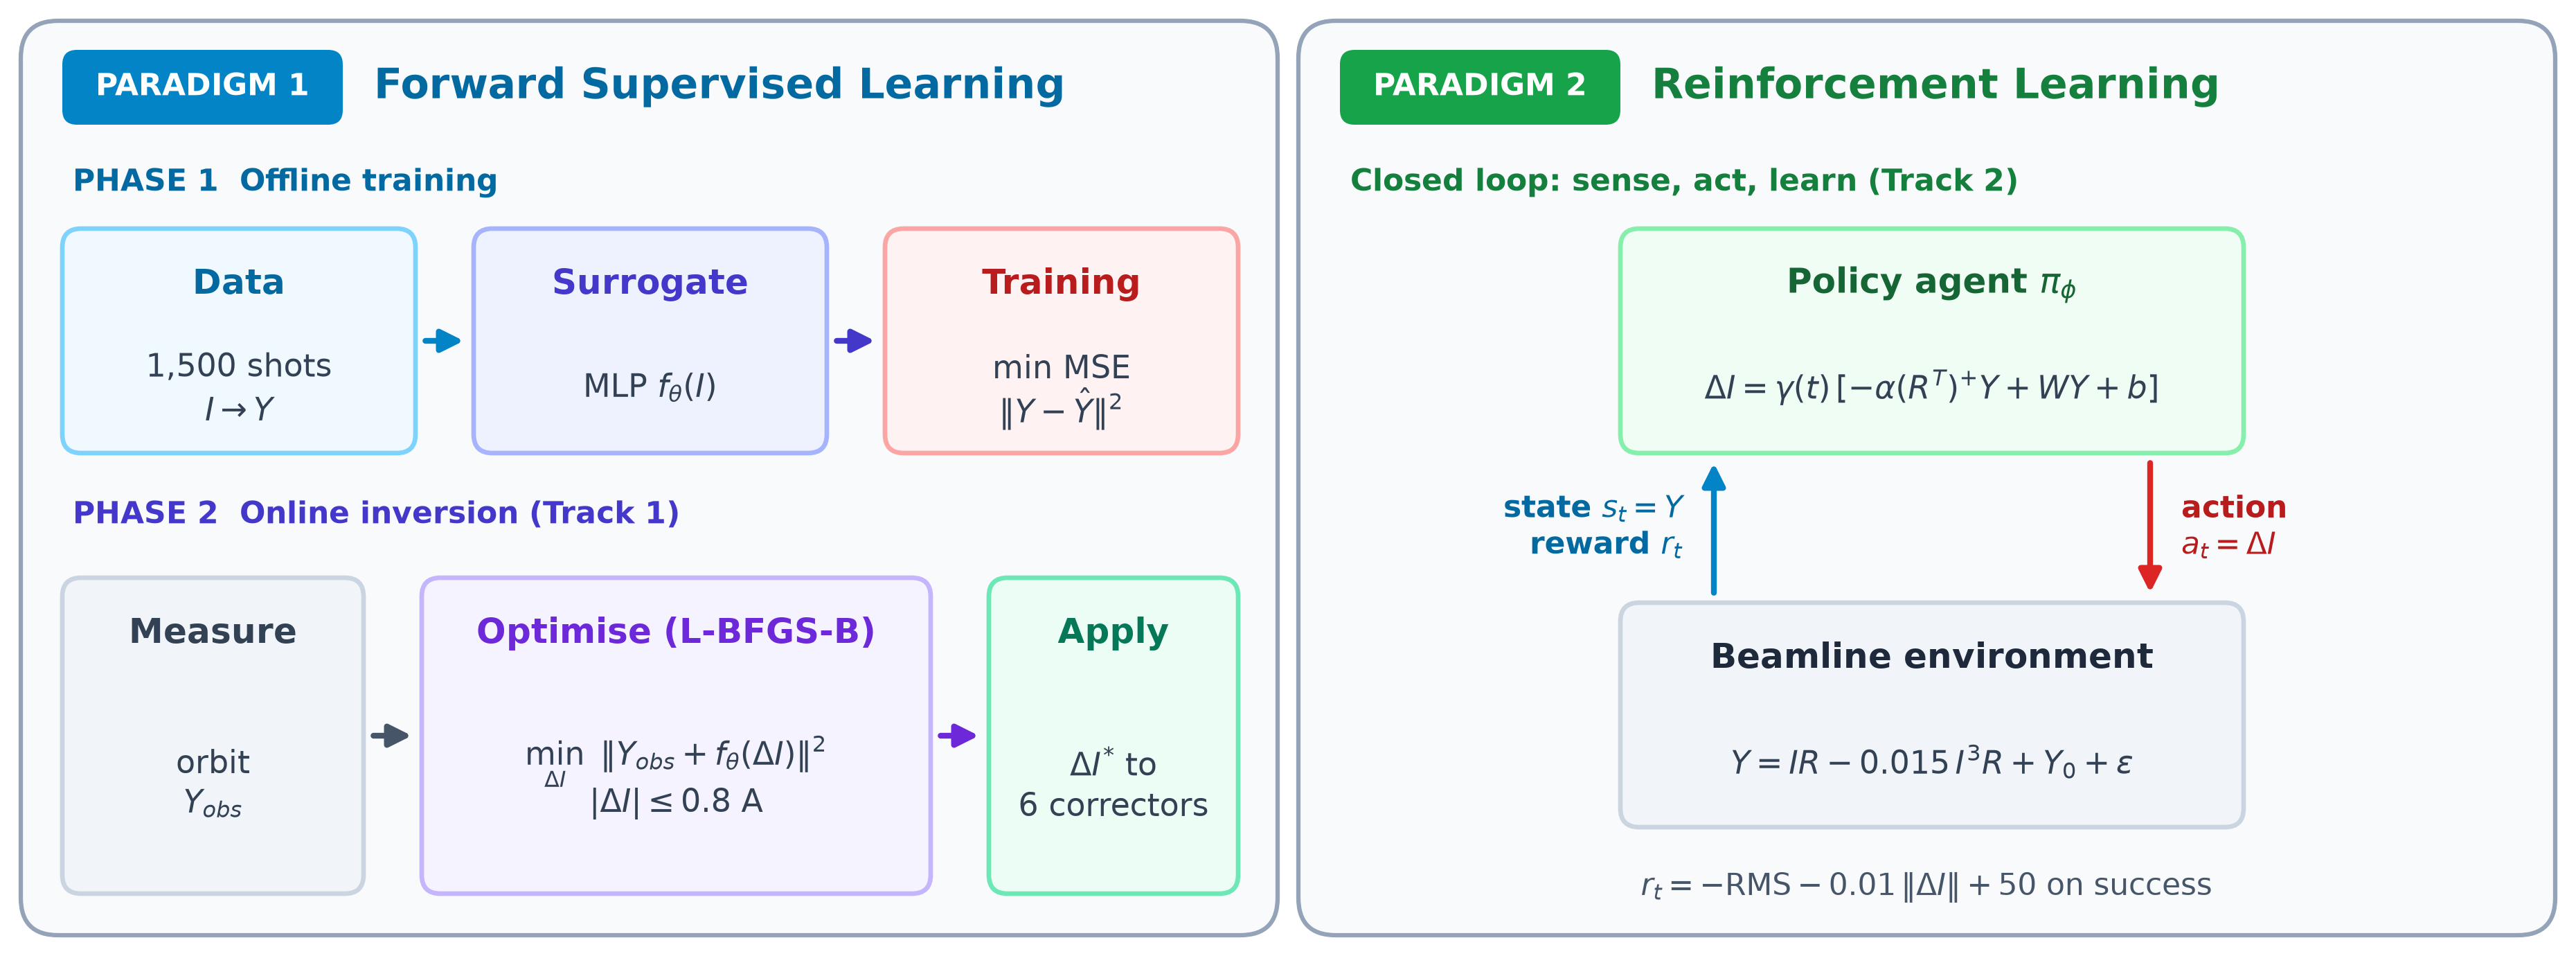 PARADIGM 1 Forward Supervised Learning
PHASE 1 Offline training
Data
1,500 shots
I → Y
Surrogate
MLP f_θ(I)
Training
min MSE
‖Y − Ŷ‖²
PHASE 2 Online inversion (Track 1)
Measure
orbit
Y_obs
Optimise (L-BFGS-B)
min_ΔI ‖Y_obs + f_θ(ΔI)‖²
|ΔI| ≤ 0.8 A
Apply
ΔI* to
6 correctors
PARADIGM 2 Reinforcement Learning
Closed loop: sense, act, learn (Track 2)
Policy agent π_ϕ
ΔI = γ(t) [−α(R^T)⁺Y + WY + b]
state s_t = Y
reward r_t
action
a_t = ΔI
Beamline environment
Y = IR − 0.015 I³R + Y₀ + ε
r_t = −RMS − 0.01 ‖ΔI‖ + 50 on success